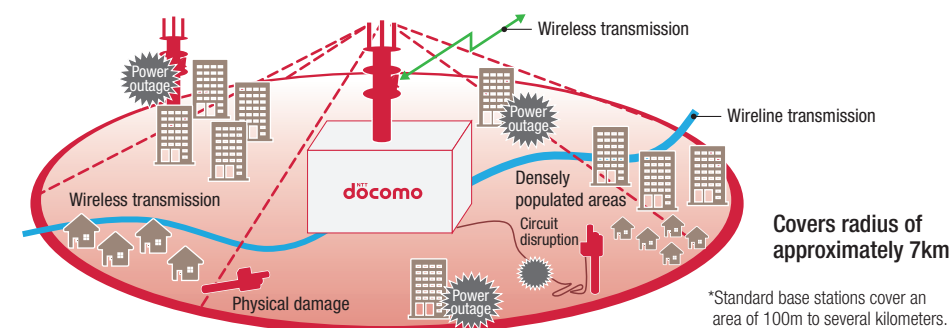 Wireless transmission
Power
outage
Power
outage
Wireline transmission
NTT
docomo
Densely
populated areas
Wireless transmission
Circuit
disruption
Covers radius of
approximately 7km
Physical damage
Power
outage
*Standard base stations cover an
area of 100m to several kilometers.